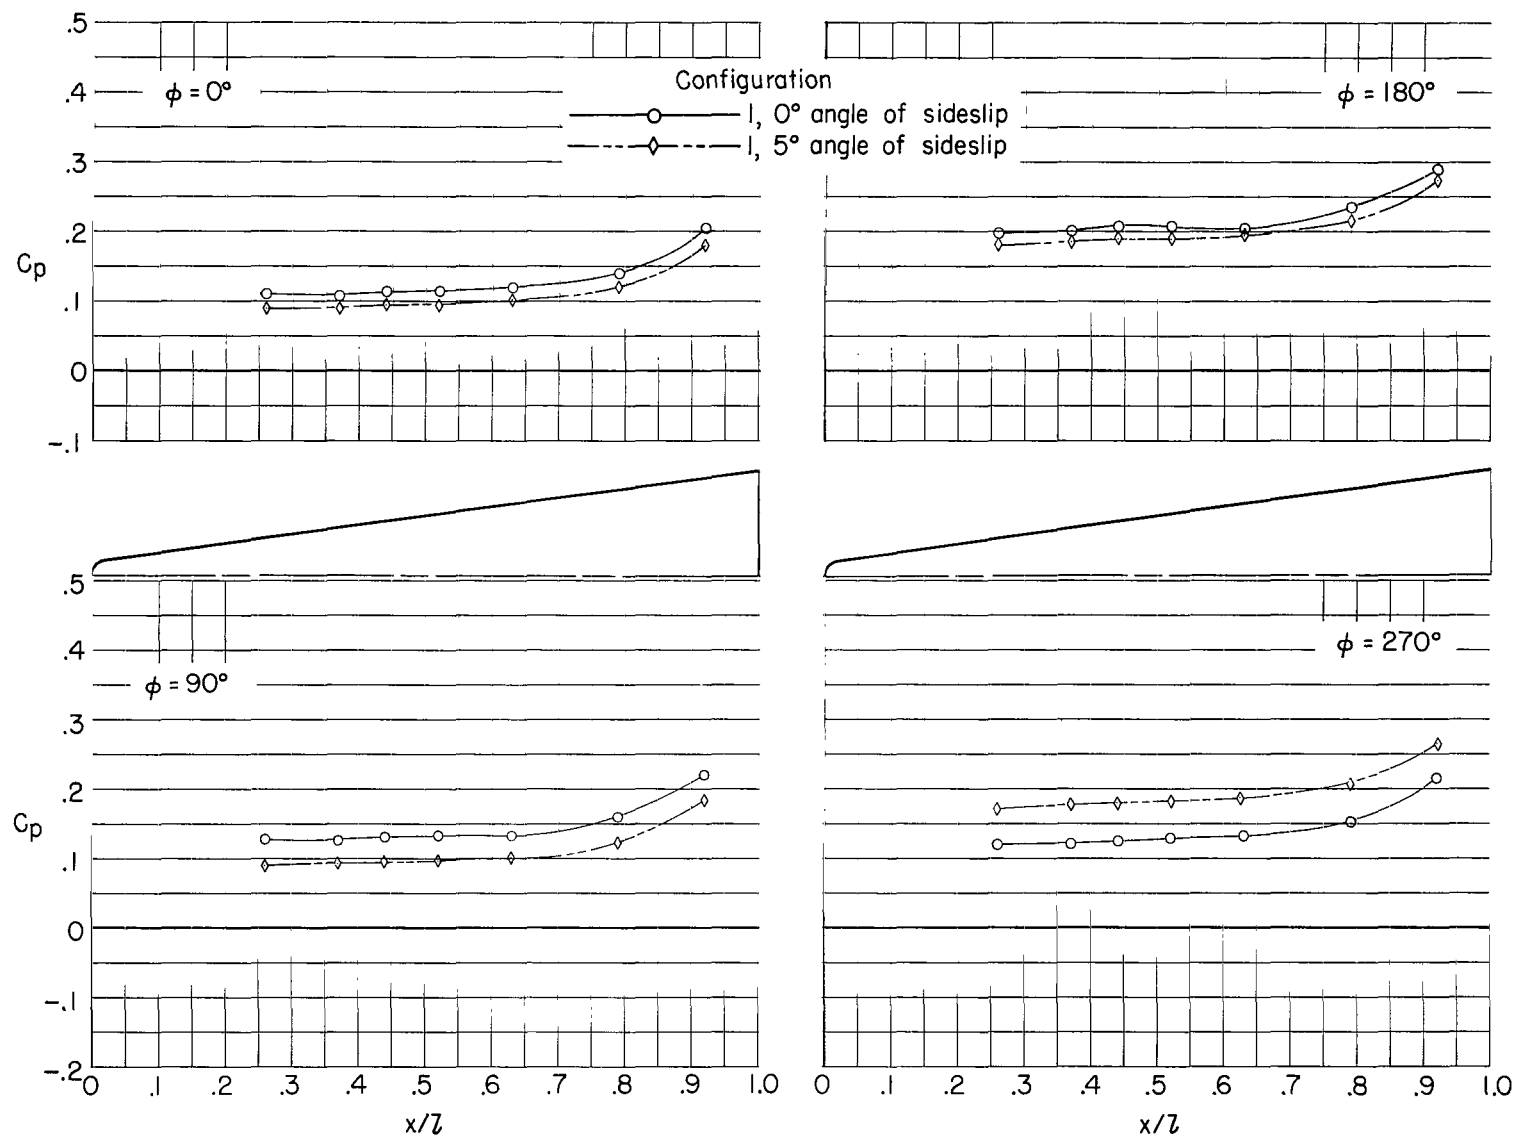 .5
.4
.3
.2
.1
0
-.1
Cp
ϕ = 0°
Configuration
1, 0° angle of sideslip
1, 5° angle of sideslip
ϕ = 180°
.5
.4
.3
.2
.1
0
-.1
-.2
Cp
ϕ = 90°
ϕ = 270°
0 .1 .2 .3 .4 .5 .6 .7 .8 .9 1.0
x/l
0 .1 .2 .3 .4 .5 .6 .7 .8 .9 1.0
x/l